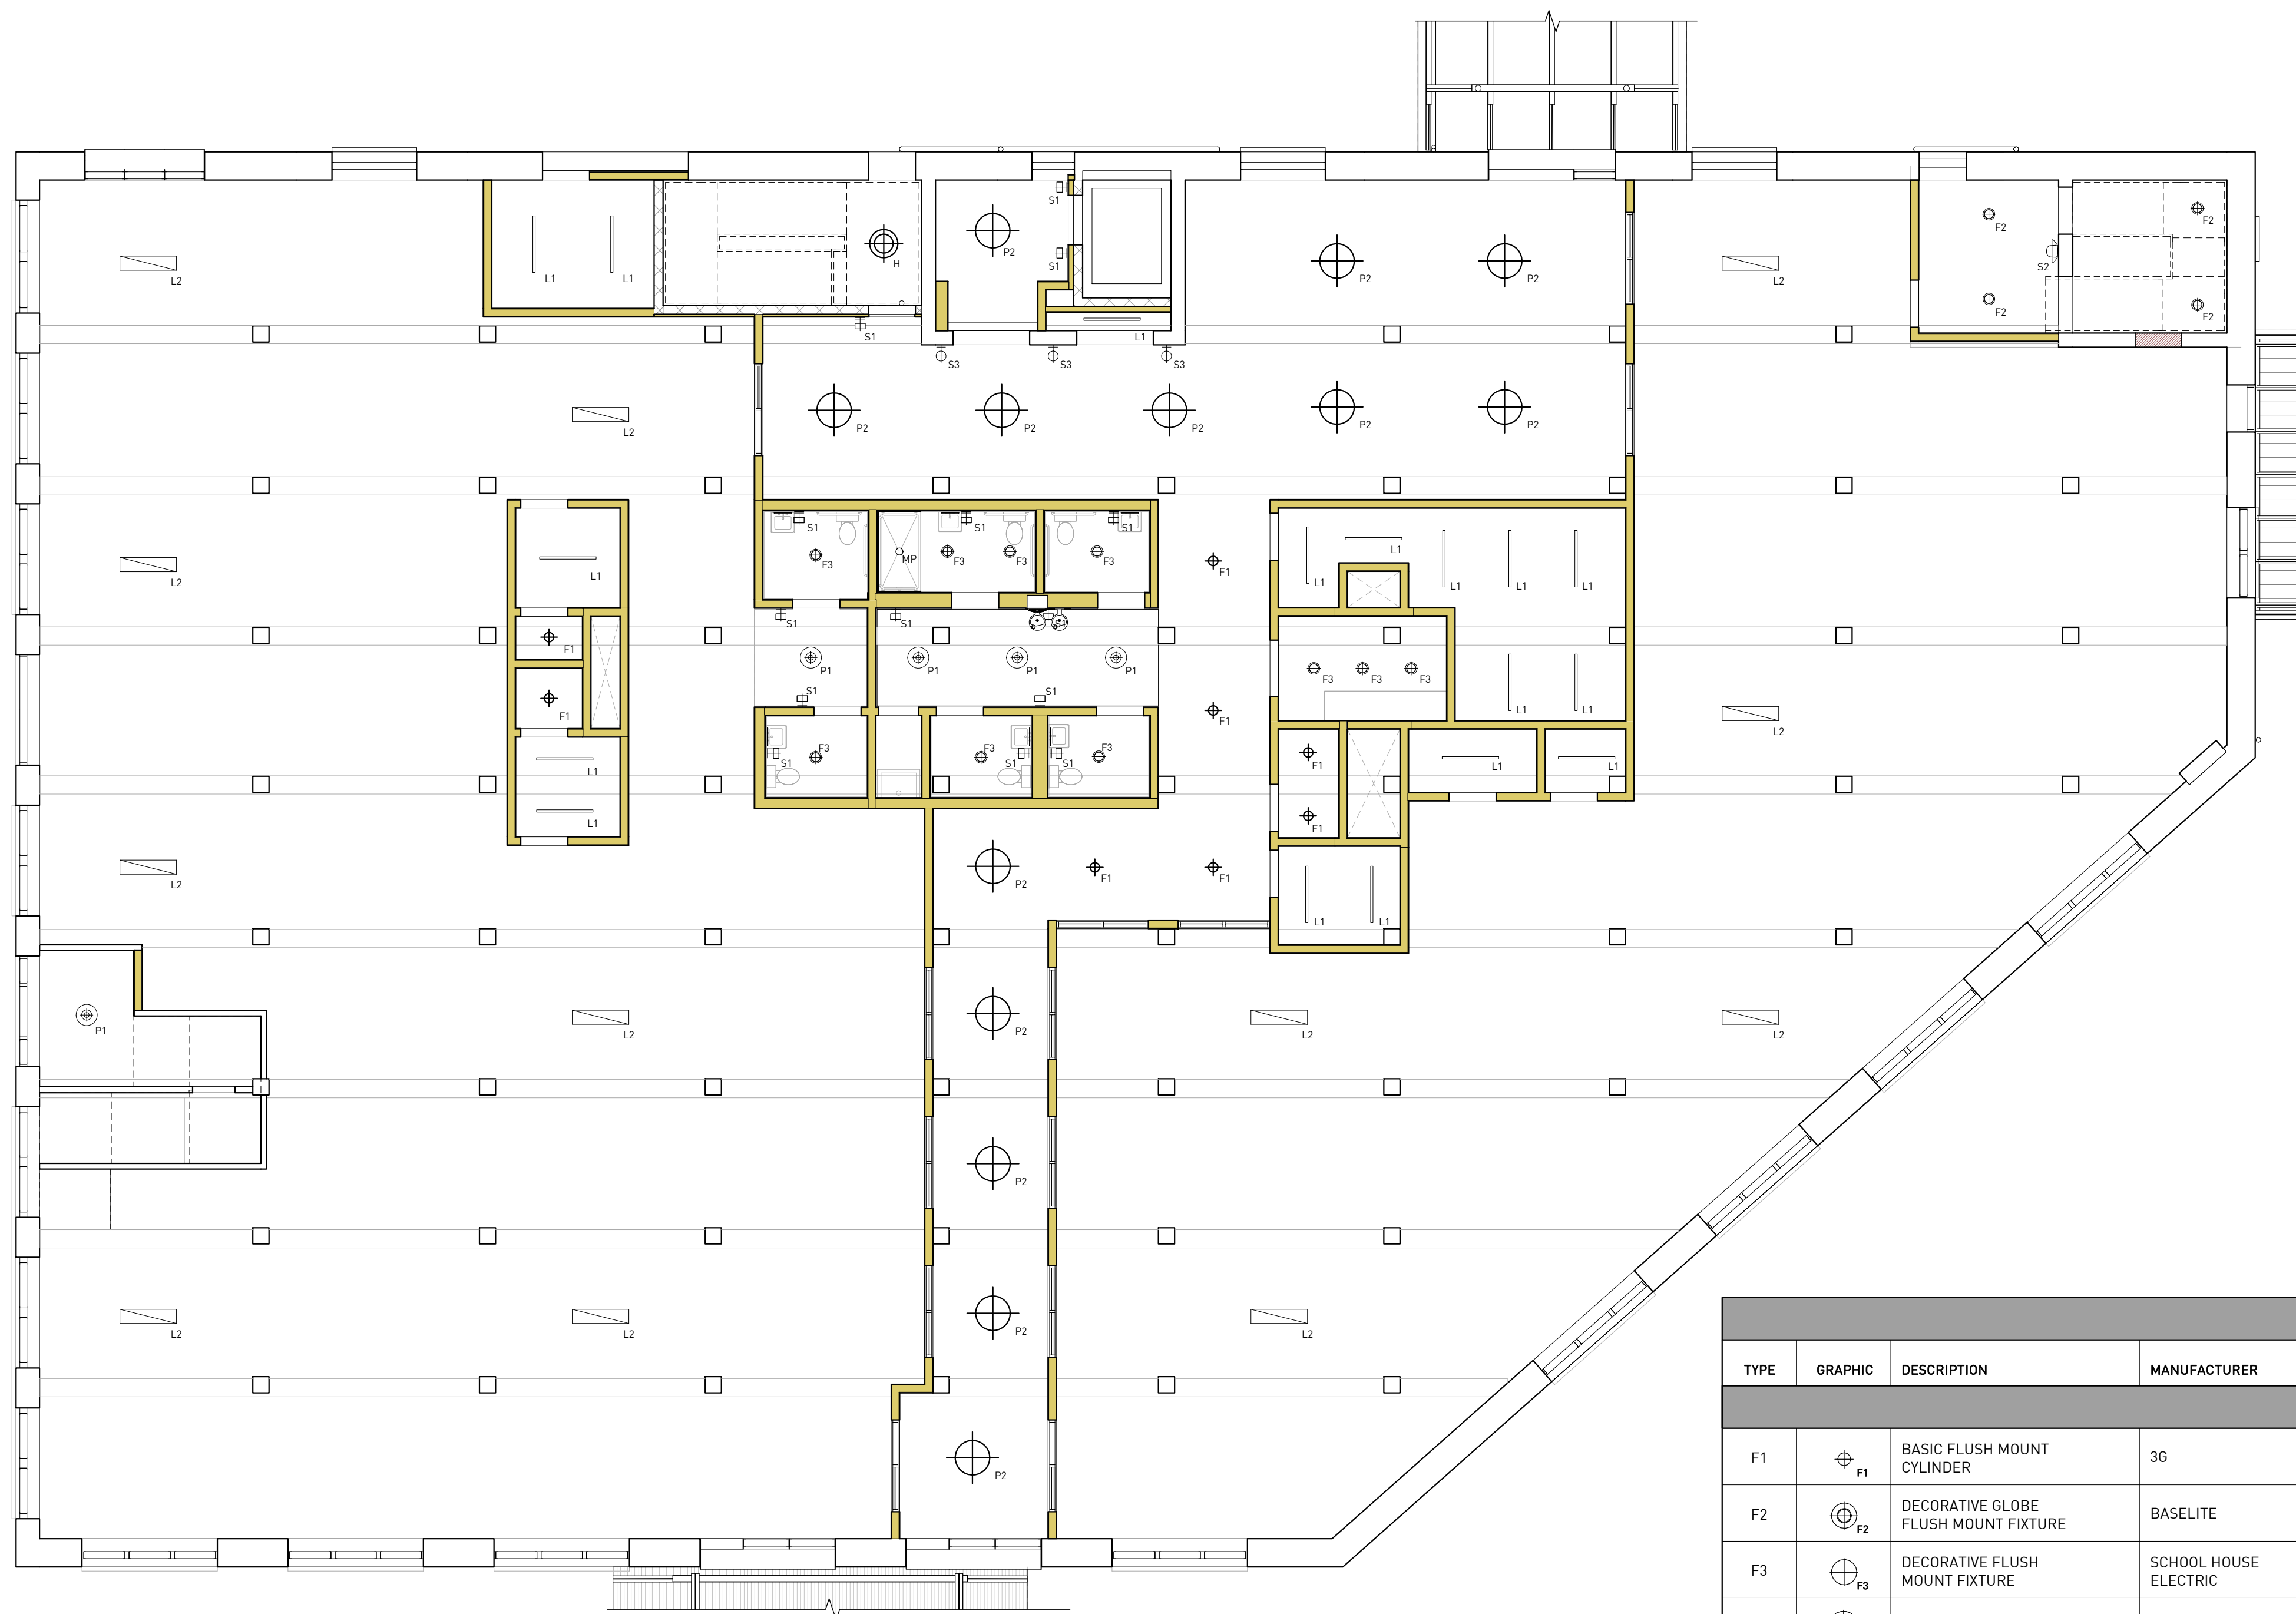 S1
F2
F2
P2
S1
H
S2
P2
P2
L2
L1
L1
L2
F2
F2
S1
L1
S3
S3
S3
P2
P2
P2
P2
P2
L2
S1
S1
S1
L1
MP
F3
F3
F3
F3
F1
L2
L1
L1
L1
L1
L1
S1
S1
S1
F1
P1
P1
P1
P1
F3
F3
F3
S1
S1
F1
F1
L1
L1
L2
F3
F3
F3
S1
S1
S1
F1
L1
L1
L1
L1
F1
L2
P2
F1
F1
L1
L1
P1
L2
P2
L2
L2
P2
L2
L2
P2
L2
P2
TYPE
GRAPHIC
DESCRIPTION
MANUFACTURER
F1
F1
BASIC FLUSH MOUNT
CYLINDER
3G
F2
F2
DECORATIVE GLOBE
FLUSH MOUNT FIXTURE
BASELITE
F3
F3
DECORATIVE FLUSH
MOUNT FIXTURE
SCHOOL HOUSE
ELECTRIC